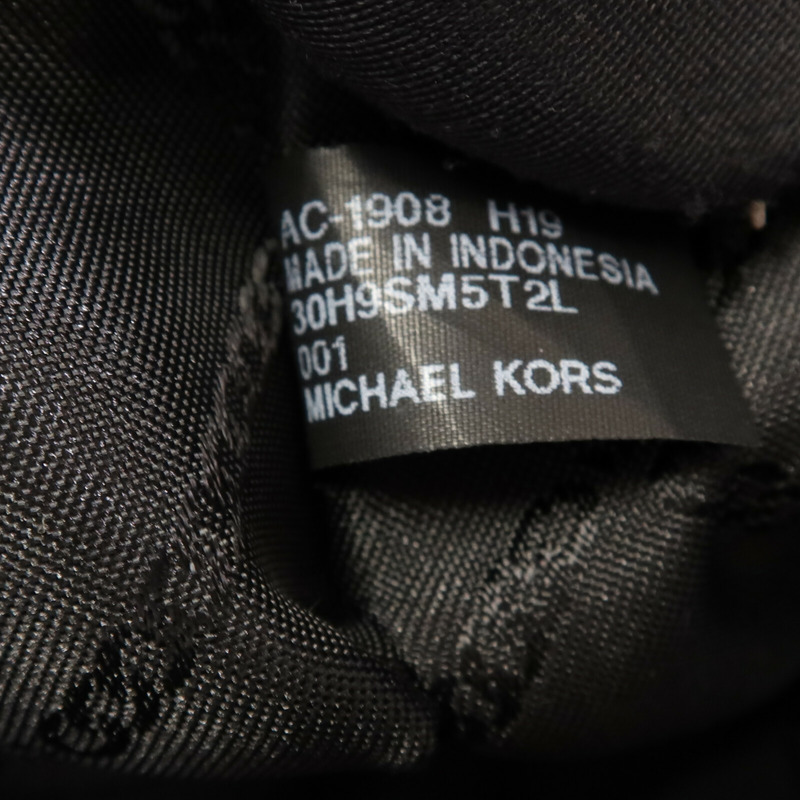 AC-1908 H19
MADE IN INDONESIA
30H9SM5T2L
001
MICHAEL KORS